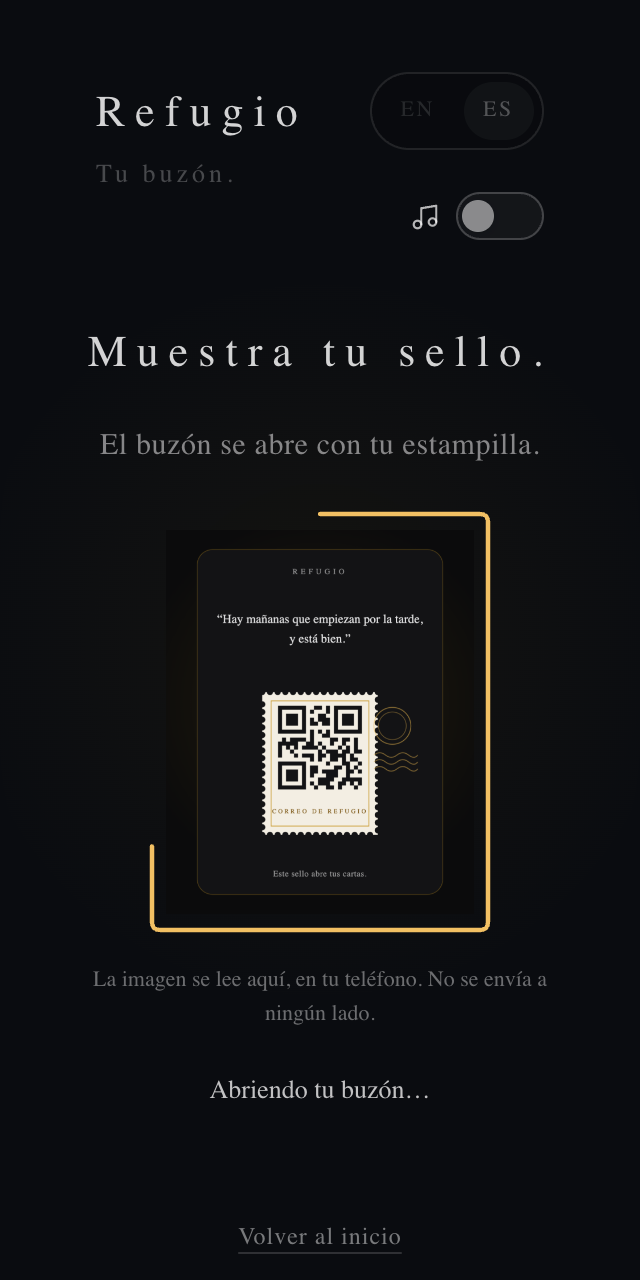 Refugio
EN ES
Tu buzón.
Muestra tu sello.
El buzón se abre con tu estampilla.
REFUGIO
“Hay mañanas que empiezan por la tarde,
y está bien.”
CORREO DE REFUGIO
Este sello abre tus cartas.
La imagen se lee aquí, en tu teléfono. No se envía a
ningún lado.
Abriendo tu buzón…
Volver al inicio